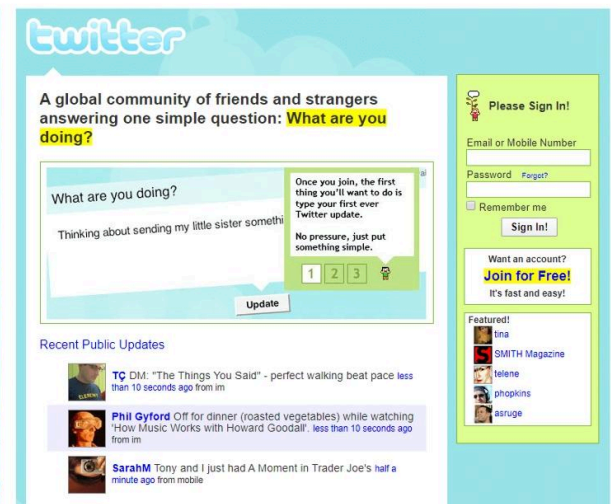 twitter
A global community of friends and strangers
answering one simple question: What are you
doing?
What are you doing?
Thinking about sending my little sister somethi
Update
al
Once you join, the first
thing you'll want to do is
type your first ever
Twitter update.
No pressure, just put
something simple.
1 2 3
Recent Public Updates
TÇ DM: "The Things You Said" - perfect walking beat pace less
than 10 seconds ago from im
Phil Gyford Off for dinner (roasted vegetables) while watching
'How Music Works with Howard Goodall'. less than 10 seconds ago
from im
SarahM Tony and I just had A Moment in Trader Joe's half a
minute ago from mobile
Please Sign In!
Email or Mobile Number
Password Forgot?
Remember me
Sign In!
Want an account?
Join for Free!
It's fast and easy!
Featured!
tina
SMITH Magazine
telene
phopkins
asruge